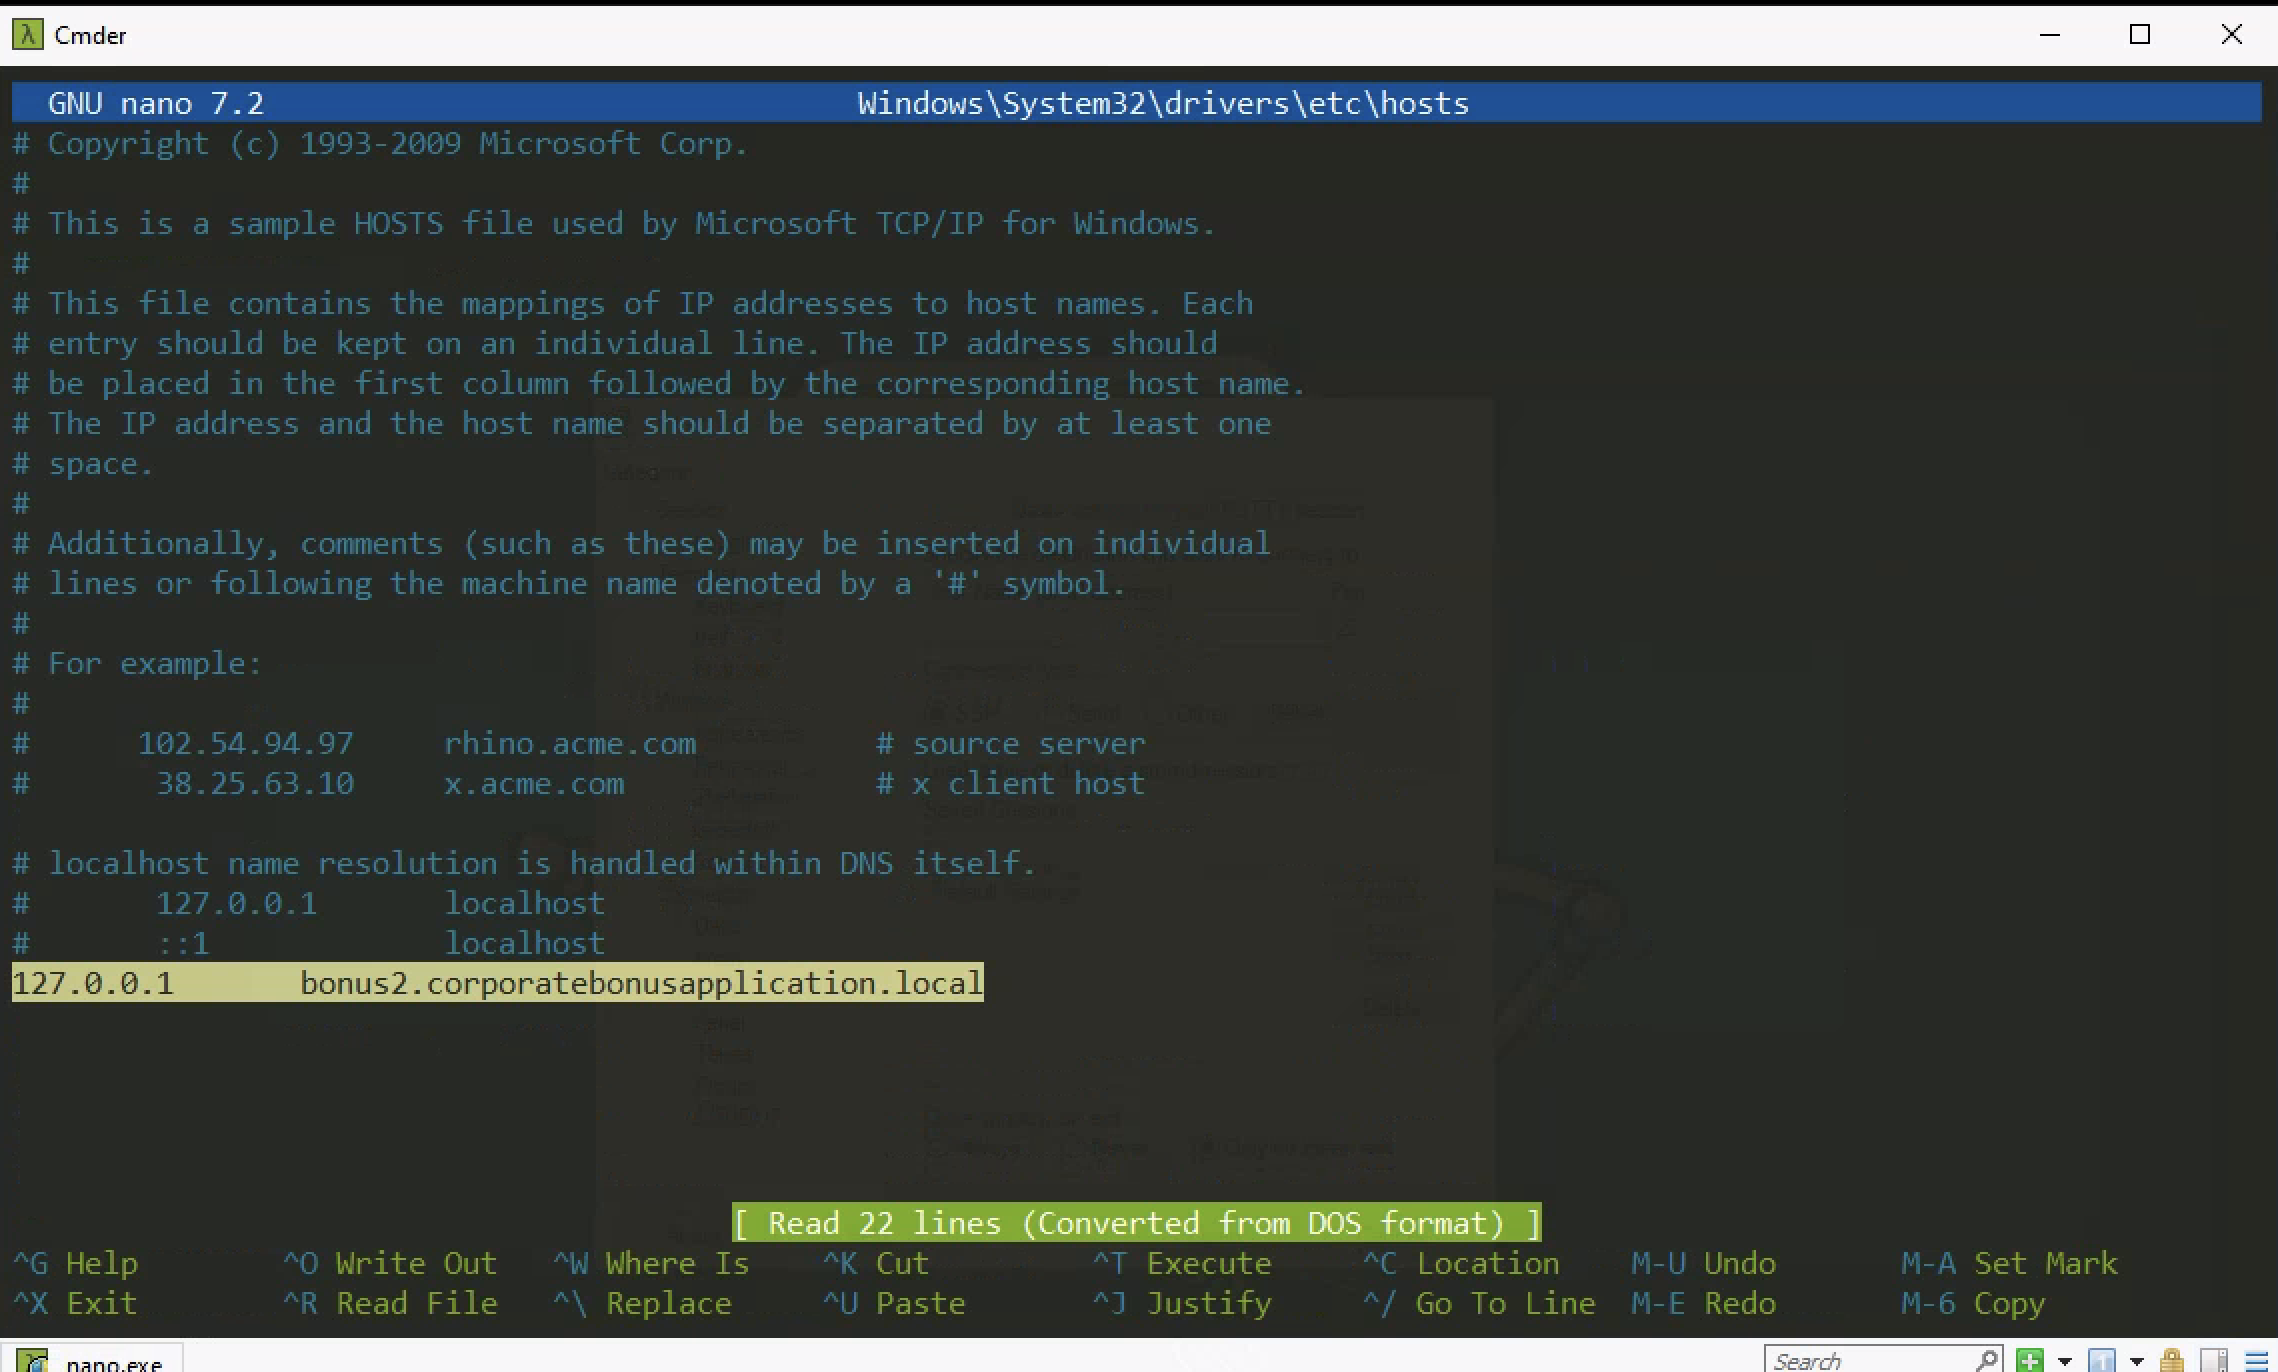 Cmder
GNU nano 7.2 Windows\System32\drivers\etc\hosts
# Copyright (c) 1993-2009 Microsoft Corp.
#
# This is a sample HOSTS file used by Microsoft TCP/IP for Windows.
#
# This file contains the mappings of IP addresses to host names. Each
# entry should be kept on an individual line. The IP address should
# be placed in the first column followed by the corresponding host name.
# The IP address and the host name should be separated by at least one
# space.
#
# Additionally, comments (such as these) may be inserted on individual
# lines or following the machine name denoted by a '#' symbol.
#
# For example:
#
# 102.54.94.97 rhino.acme.com # source server
# 38.25.63.10 x.acme.com # x client host
# localhost name resolution is handled within DNS itself.
# 127.0.0.1 localhost
# ::1 localhost
127.0.0.1 bonus2.corporatebonusapplication.local
[ Read 22 lines (Converted from DOS format) ]
^G Help ^O Write Out ^W Where Is ^K Cut ^T Execute ^C Location M-U Undo M-A Set Mark
^X Exit ^R Read File ^\ Replace ^U Paste ^J Justify ^/ Go To Line M-E Redo M-6 Copy
nano.exe Search